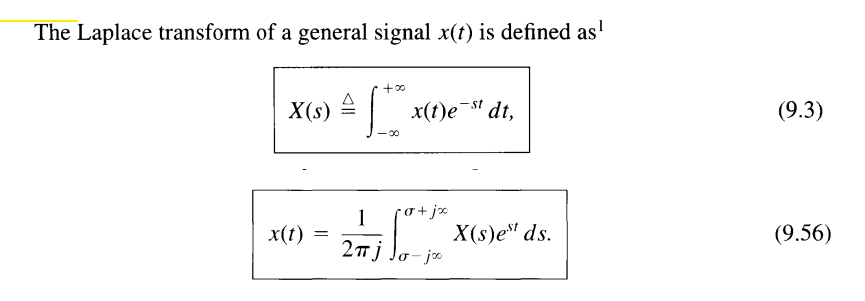 The Laplace transform of a general signal x(t) is defined as¹
X(s) ≜ ∫_{-∞}^{+∞} x(t)e^{-st} dt, (9.3)
x(t) = \frac{1}{2πj} ∫_{σ-j∞}^{σ+j∞} X(s)e^{st} ds. (9.56)